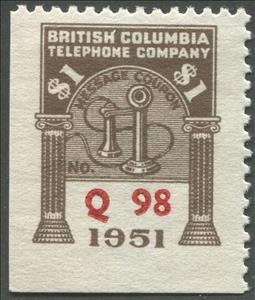 BRITISH COLUMBIA
TELEPHONE COMPANY
$1 $1
MESSAGE COUPON
NO.
Q 98
1951